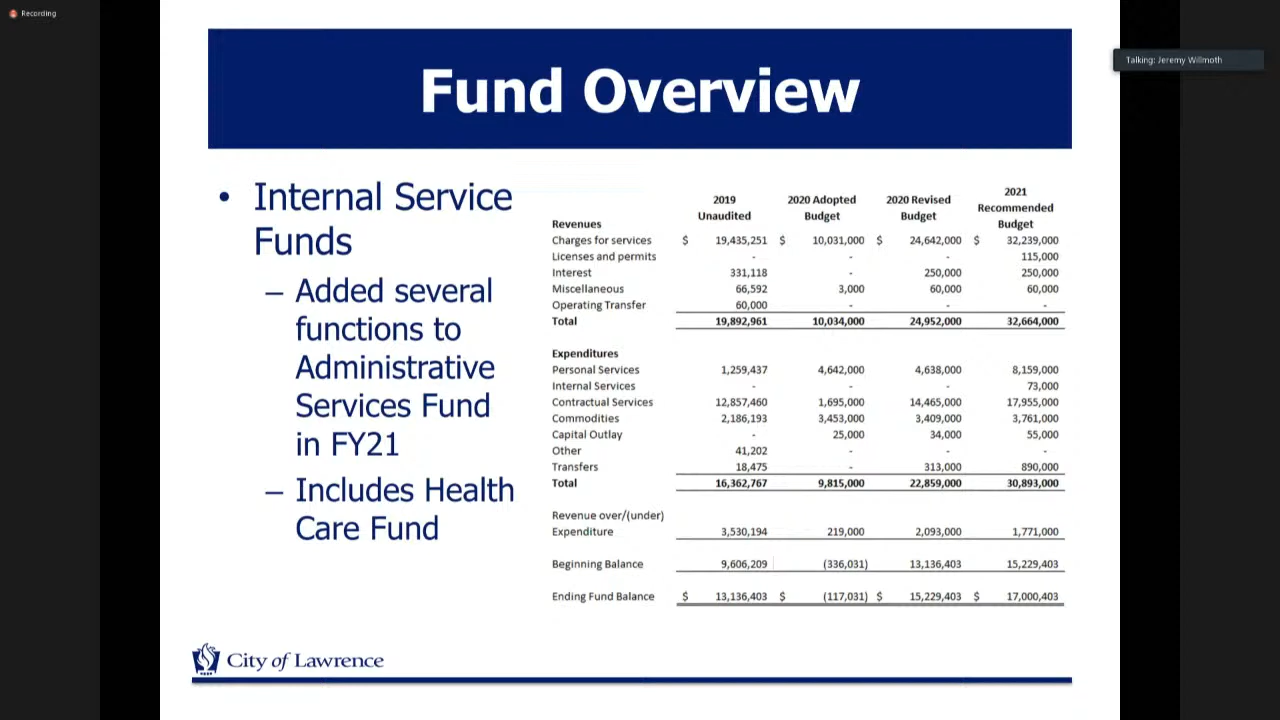 Recording
Talking: Jeremy Willmoth
Fund Overview
• Internal Service
Funds
– Added several
functions to
Administrative
Services Fund
in FY21
– Includes Health
Care Fund
2019 Unaudited 2020 Adopted Budget 2020 Revised Budget 2021 Recommended Budget
Revenues
Charges for services $ 19,435,251 $ 10,031,000 $ 24,642,000 $ 32,239,000
Licenses and permits - - - 115,000
Interest 331,118 - 250,000 250,000
Miscellaneous 66,592 3,000 60,000 60,000
Operating Transfer 60,000 - - -
Total 19,892,961 10,034,000 24,952,000 32,664,000
Expenditures
Personal Services 1,259,437 4,642,000 4,638,000 8,159,000
Internal Services - - - 73,000
Contractual Services 12,857,460 1,695,000 14,465,000 17,955,000
Commodities 2,186,193 3,453,000 3,409,000 3,761,000
Capital Outlay - 25,000 34,000 55,000
Other 41,202 - - -
Transfers 18,475 - 313,000 890,000
Total 16,362,767 9,815,000 22,859,000 30,893,000
Revenue over/(under)
Expenditure 3,530,194 219,000 2,093,000 1,771,000
Beginning Balance 9,606,209 (336,031) 13,136,403 15,229,403
Ending Fund Balance $ 13,136,403 $ (117,031) $ 15,229,403 $ 17,000,403
City of Lawrence